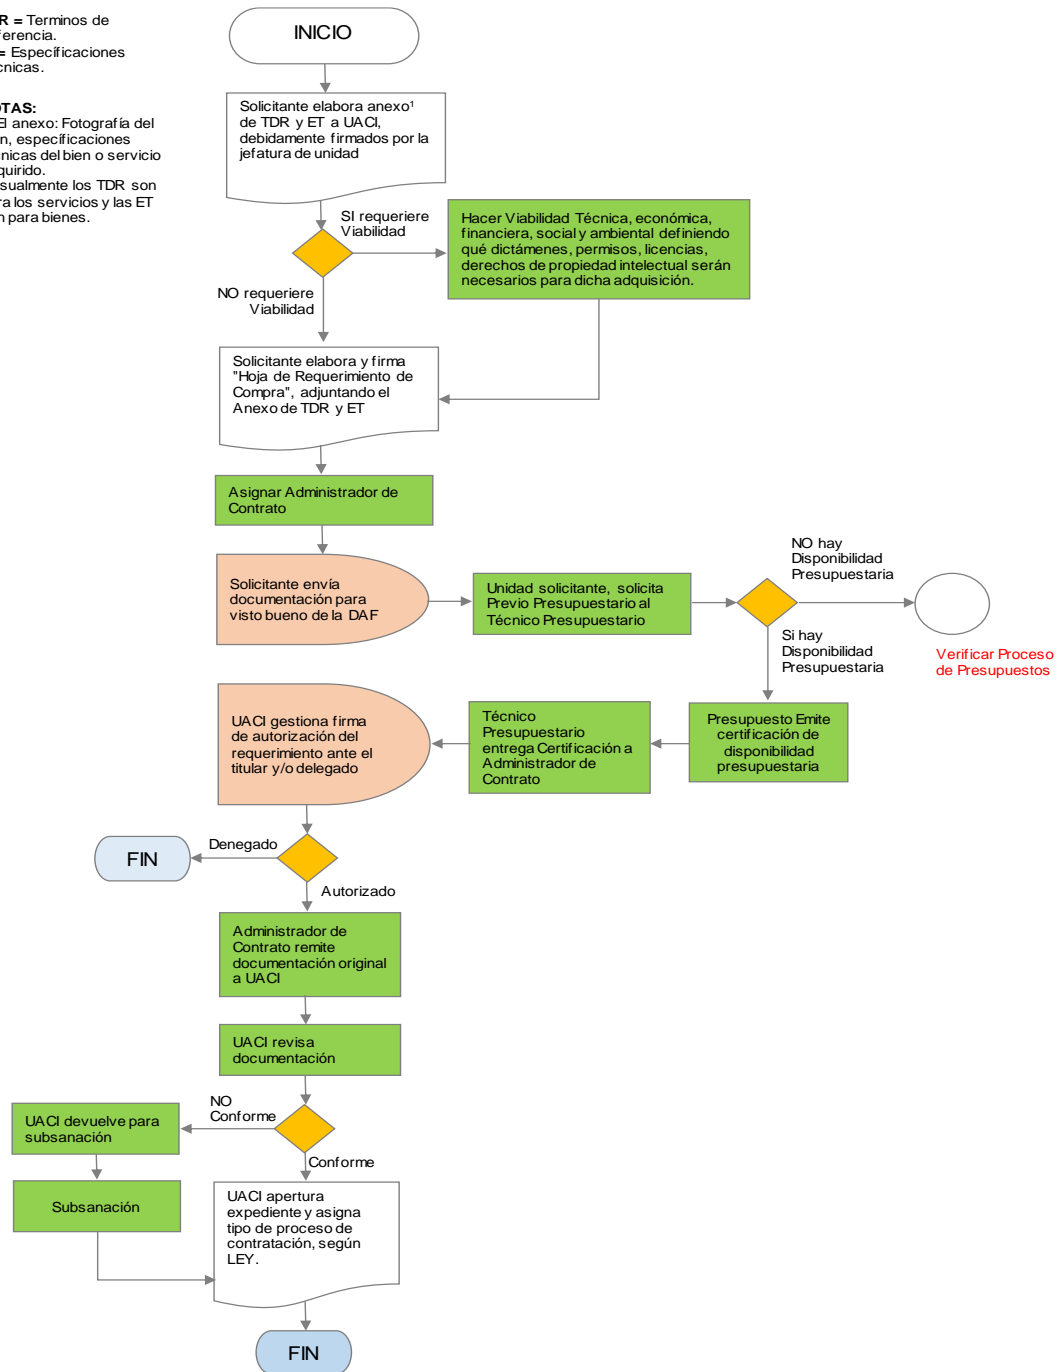 R = Terminos de
ferencia.
= Específicaciones
cnicas.
OTAS:
El anexo: Fotografía del
n, específicaciones
nicas del bien o servicio
quirido.
sualmente los TDR son
ra los servicios y las ET
n para bienes.
INICIO
Solicitante elabora anexo¹
de TDR y ET a UACI,
debidamente firmados por la
jefatura de unidad
SI requeriere
Viabilidad
Hacer Viabilidad Técnica, económica,
financiera, social y ambiental definiendo
qué dictámenes, permisos, licencias,
derechos de propiedad intelectual serán
necesarios para dicha adquisición.
NO requeriere
Viabilidad
Solicitante elabora y firma
"Hoja de Requerimiento de
Compra", adjuntando el
Anexo de TDR y ET
Asignar Administrador de
Contrato
Solicitante envía
documentación para
visto bueno de la DAF
Unidad solicitante, solicita
Previo Presupuestario al
Técnico Presupuestario
NO hay
Disponibilidad
Presupuestaria
Si hay
Disponibilidad
Presupuestaria
Verificar Proceso
de Presupuestos
UACI gestiona firma
de autorización del
requerimiento ante el
titular y/o delegado
Técnico
Presupuestario
entrega Certificación a
Administrador de
Contrato
Presupuesto Emite
certificación de
disponibilidad
presupuestaria
Denegado
FIN
Autorizado
Administrador de
Contrato remite
documentación original
a UACI
UACI revisa
documentación
NO
Conforme
UACI devuelve para
subsanación
Conforme
Subsanación
UACI apertura
expediente y asigna
tipo de proceso de
contratación, según
LEY.
FIN